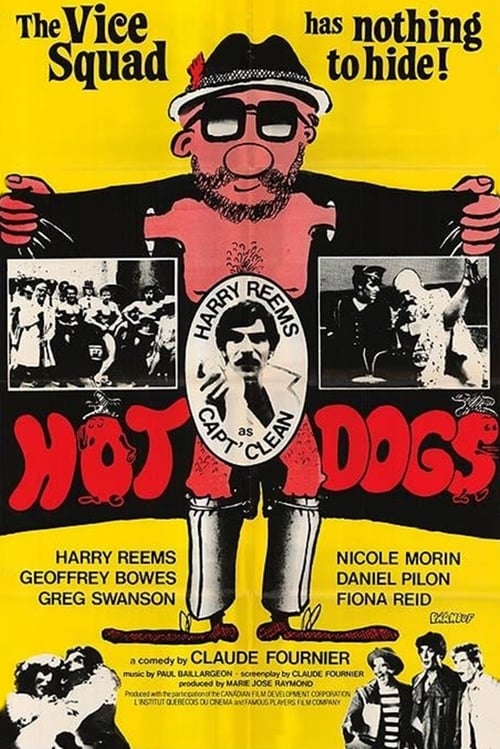 The Vice Squad
has nothing to hide!
HARRY REEMS
as
CAPT' CLEAN
HOT DOGS
HARRY REEMS
GEOFFREY BOWES
GREG SWANSON
NICOLE MORIN
DANIEL PILON
FIONA REID
a comedy by CLAUDE FOURNIER
music by PAUL BAILLARGEON - screenplay by CLAUDE FOURNIER
produced by MARIE JOSE RAYMOND
Produced with the participation of the CANADIAN FILM DEVELOPMENT CORPORATION
L'INSTITUT QUEBECOIS DU CINEMA and FAMOUS PLAYERS FILM COMPANY